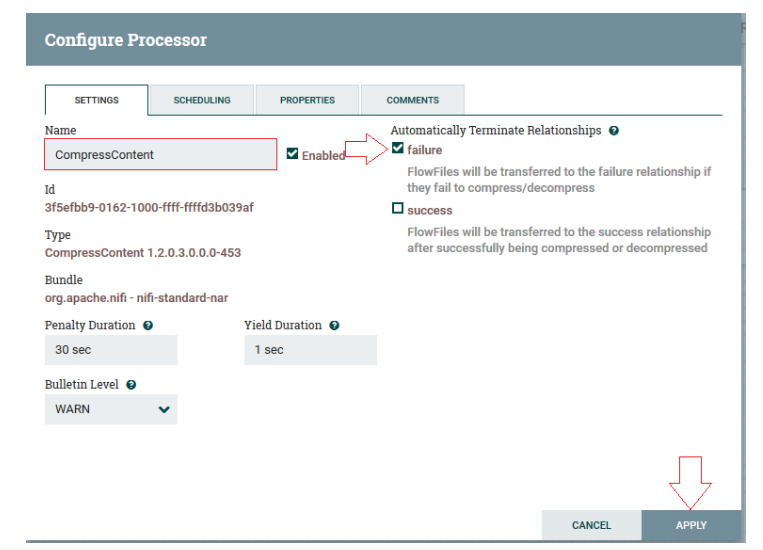 Configure Processor
SETTINGS
SCHEDULING
PROPERTIES
COMMENTS
Name
CompressContent
Enabled
Id
3f5efbb9-0162-1000-ffff-ffffd3b039af
Type
CompressContent 1.2.0.3.0.0.0-453
Bundle
org.apache.nifi - nifi-standard-nar
Penalty Duration
Yield Duration
30 sec
1 sec
Bulletin Level
WARN
Automatically Terminate Relationships
failure
FlowFiles will be transferred to the failure relationship if
they fail to compress/decompress
success
FlowFiles will be transferred to the success relationship
after successfully being compressed or decompressed
CANCEL
APPLY